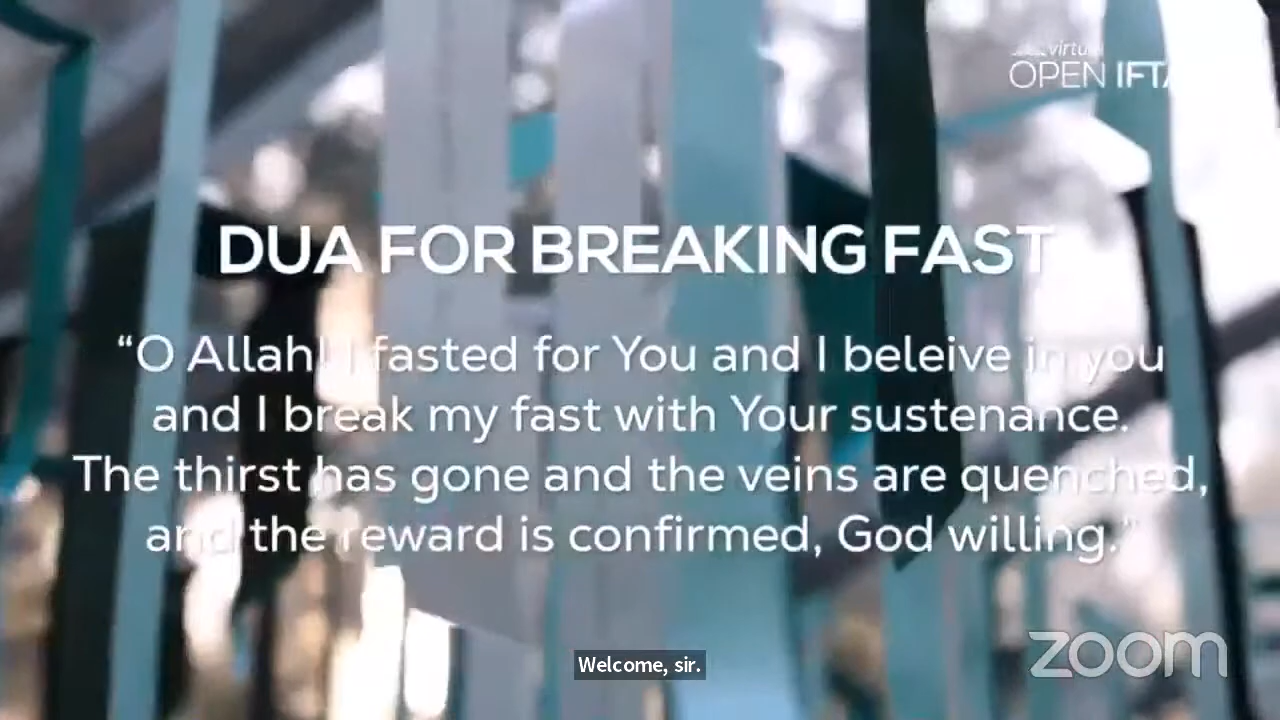 virtual
OPEN IFTA
DUA FOR BREAKING FAST
“O Allah! I fasted for You and I beleive in you
and I break my fast with Your sustenance.
The thirst has gone and the veins are quenched,
and the reward is confirmed, God willing.”
Welcome, sir.
zoom